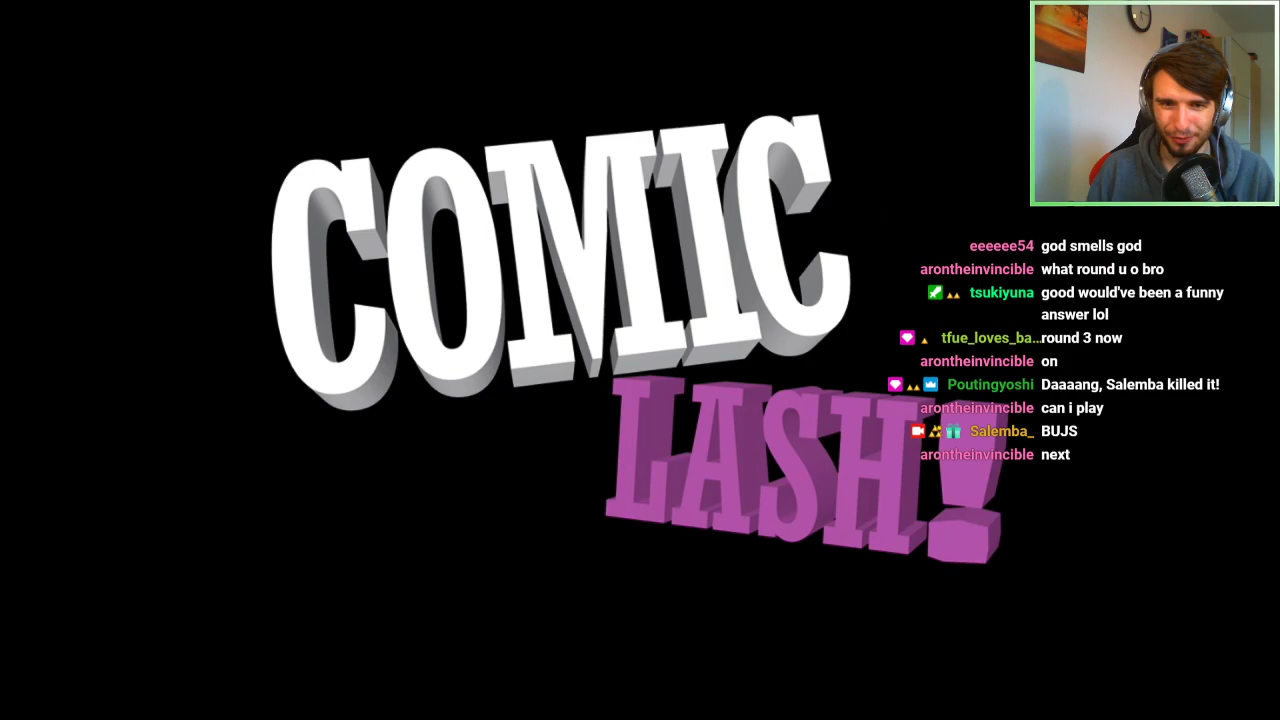 COMIC
LASH!
eeeeee54 god smells god
arontheinvincible what round u o bro
tsukiyuna good would've been a funny
answer lol
tfue_loves_ba... round 3 now
arontheinvincible on
Poutingyoshi Daaaang, Salemba killed it!
arontheinvincible can i play
Salemba_ BUJS
arontheinvincible next